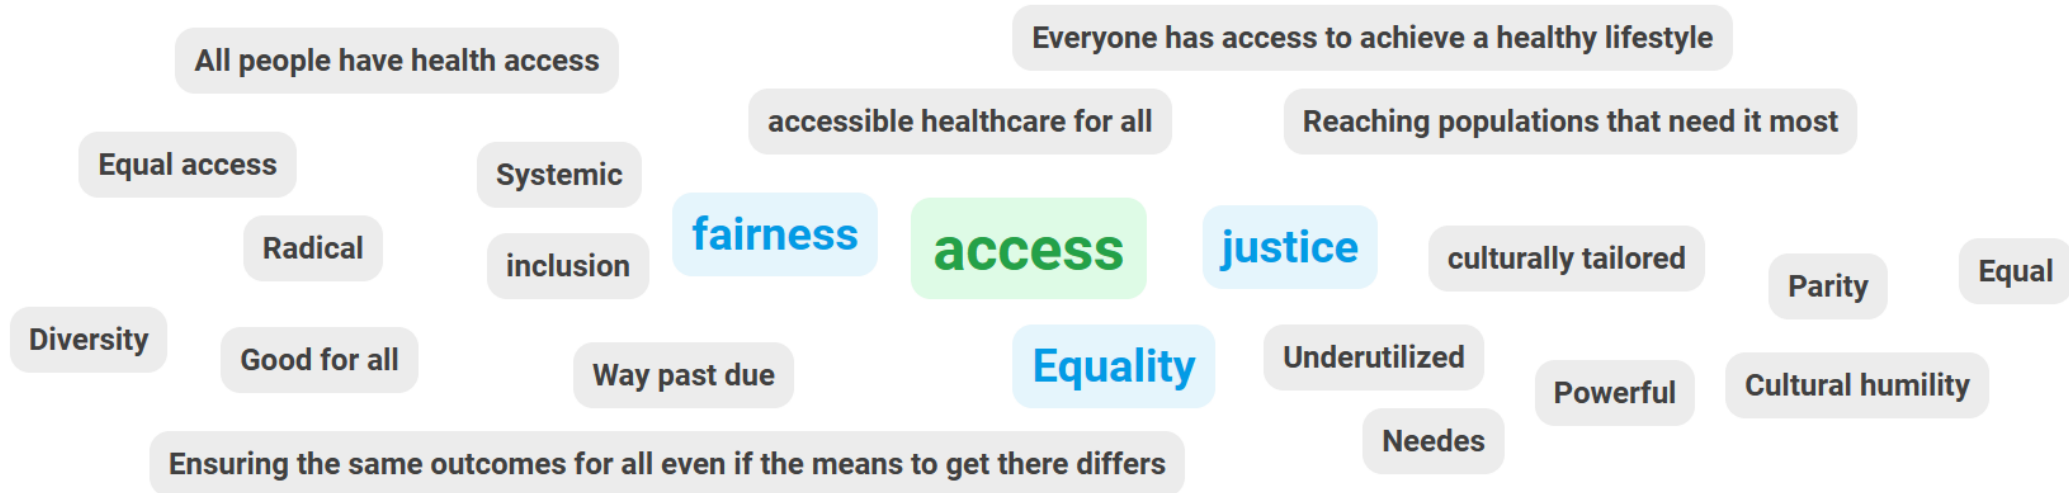 Everyone has access to achieve a healthy lifestyle
All people have health access
accessible healthcare for all
Reaching populations that need it most
Equal access
Systemic
fairness
access
justice
Radical
inclusion
culturally tailored
Parity
Equal
Diversity
Good for all
Way past due
Equality
Underutilized
Powerful
Cultural humility
Needes
Ensuring the same outcomes for all even if the means to get there differs